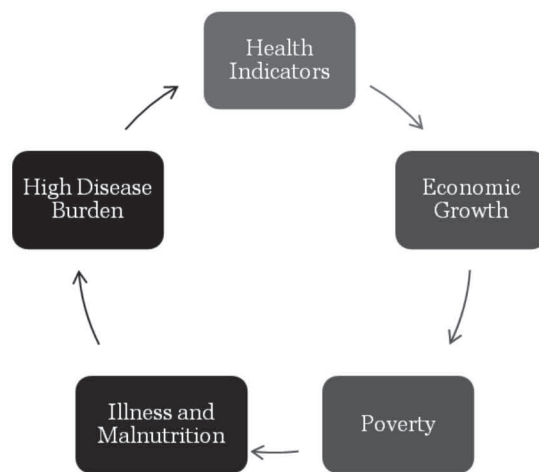 Health
Indicators
Economic
Growth
Poverty
Illness and
Malnutrition
High Disease
Burden